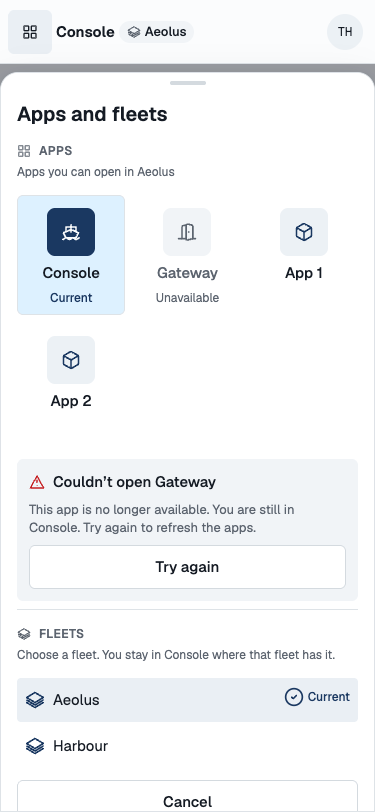 Console
Aeolus
TH
Apps and fleets
APPS
Apps you can open in Aeolus
Console
Current
Gateway
Unavailable
App 1
App 2
Couldn’t open Gateway
This app is no longer available. You are still in
Console. Try again to refresh the apps.
Try again
FLEETS
Choose a fleet. You stay in Console where that fleet has it.
Aeolus
Current
Harbour
Cancel